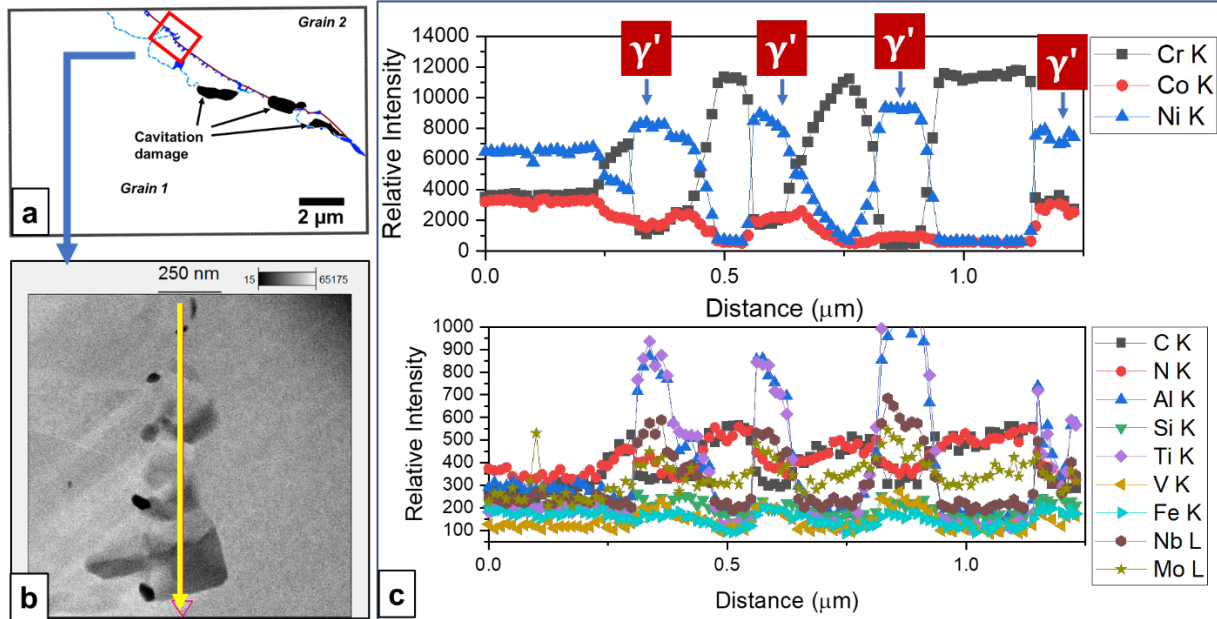 Grain 2
Cavitation
damage
Grain 1
2 μm
a
250 nm
15
65175
b
γ' γ' γ' γ'
14000
12000
10000
8000
6000
4000
2000
0
Relative Intensity
0.0 0.5 1.0
Distance (μm)
Cr K
Co K
Ni K
1000
900
800
700
600
500
400
300
200
100
Relative Intensity
0.0 0.5 1.0
Distance (μm)
C K
N K
Al K
Si K
Ti K
V K
Fe K
Nb L
Mo L
c